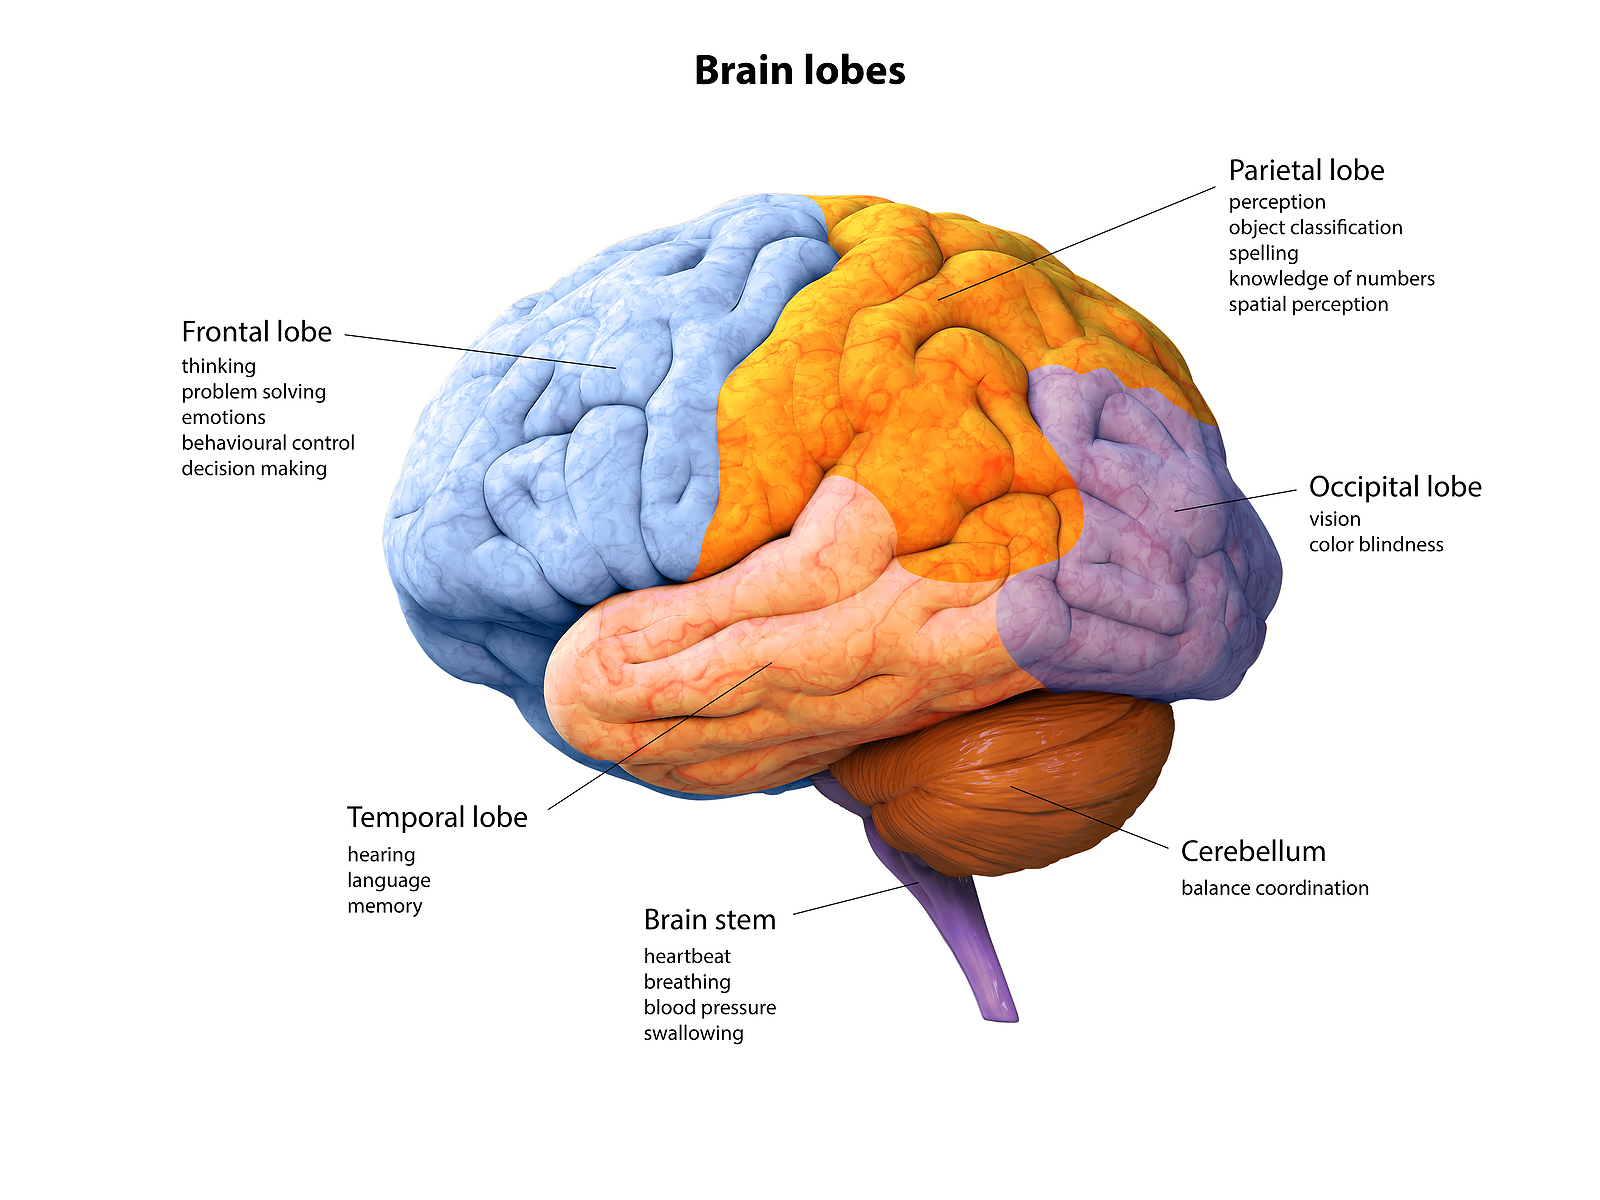 Brain lobes
Parietal lobe
perception
object classification
spelling
knowledge of numbers
spatial perception
Frontal lobe
thinking
problem solving
emotions
behavioural control
decision making
Occipital lobe
vision
color blindness
Temporal lobe
hearing
language
memory
Cerebellum
balance coordination
Brain stem
heartbeat
breathing
blood pressure
swallowing